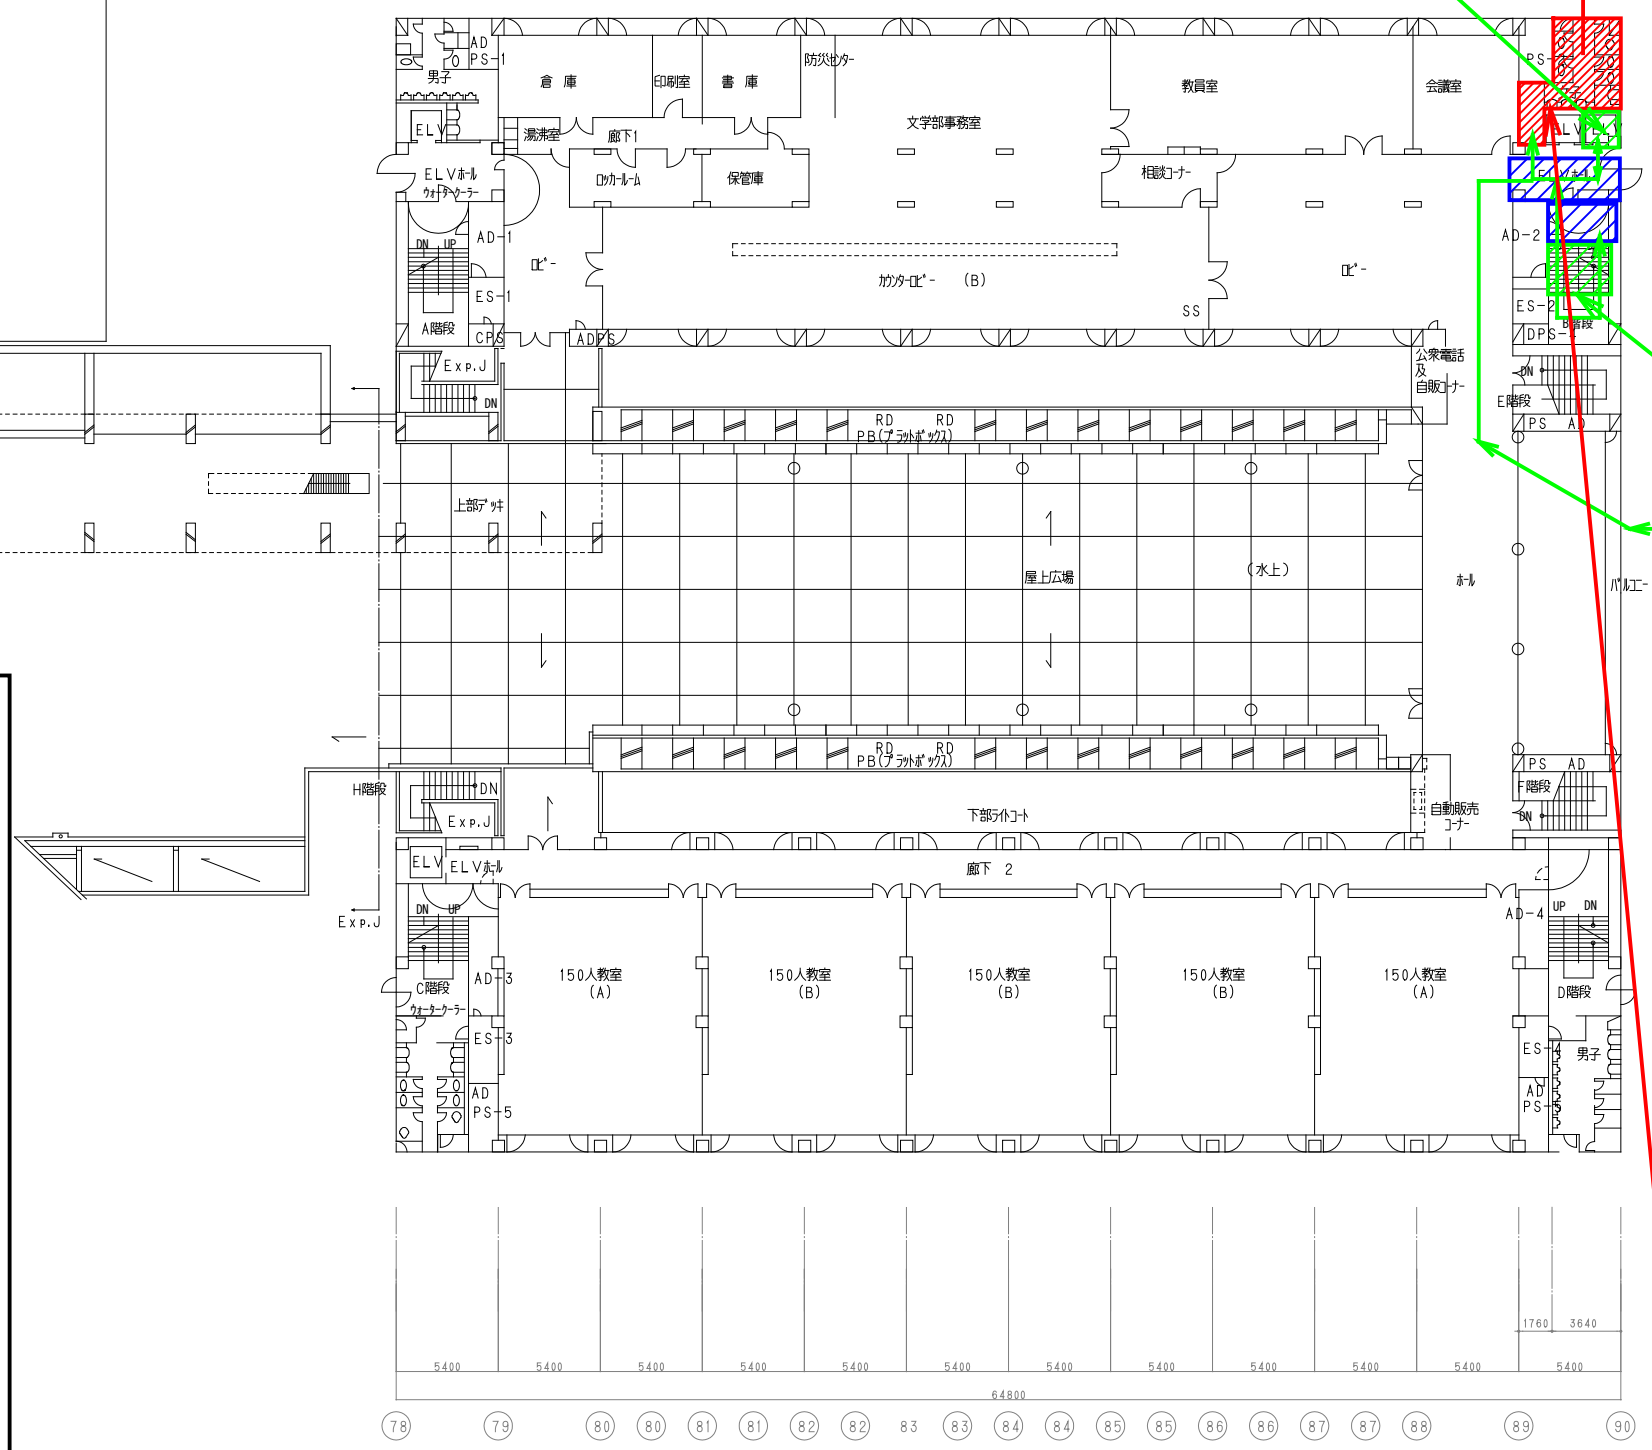 AD
PS-1
男子
倉 庫
印刷室
書 庫
防災センター
教員室
会議室
PS-
ELV
湯沸室
廊下1
文学部事務室
ELV
ELV
ELVホール
ウォータークーラー
ロッカールーム
保管庫
相談コーナー
ELVホール
DN UP
AD-1
ロビー
カウンターロビー (B)
ロビー
AD-2
ES-1
SS
ES-2
A階段
CPS
ADPS
B階段
DPS-
Exp.J
DN
公衆電話
及
自販コーナー
DN
E階段
RD RD
PB(プラットボックス)
PS AD
上部デッキ
屋上広場
(水上)
ホール
バルコニー
RD RD
PB(プラットボックス)
PS AD
H階段
DN
Exp.J
下部ライトコート
自動販売
コーナー
F階段
DN
ELV
ELVホール
廊下 2
DN UP
Exp.J
AD-4
UP DN
AD-3
150人教室
(A)
150人教室
(B)
150人教室
(B)
150人教室
(B)
150人教室
(A)
C階段
ウォータークーラー
D階段
ES-3
ES-4
男子
AD
PS-5
AD
PS-5
1760 3640
5400 5400 5400 5400 5400 5400 5400 5400 5400 5400 5400 5400
64800
78 79 80 80 81 81 82 82 83 83 84 84 85 85 86 86 87 87 88 89 90